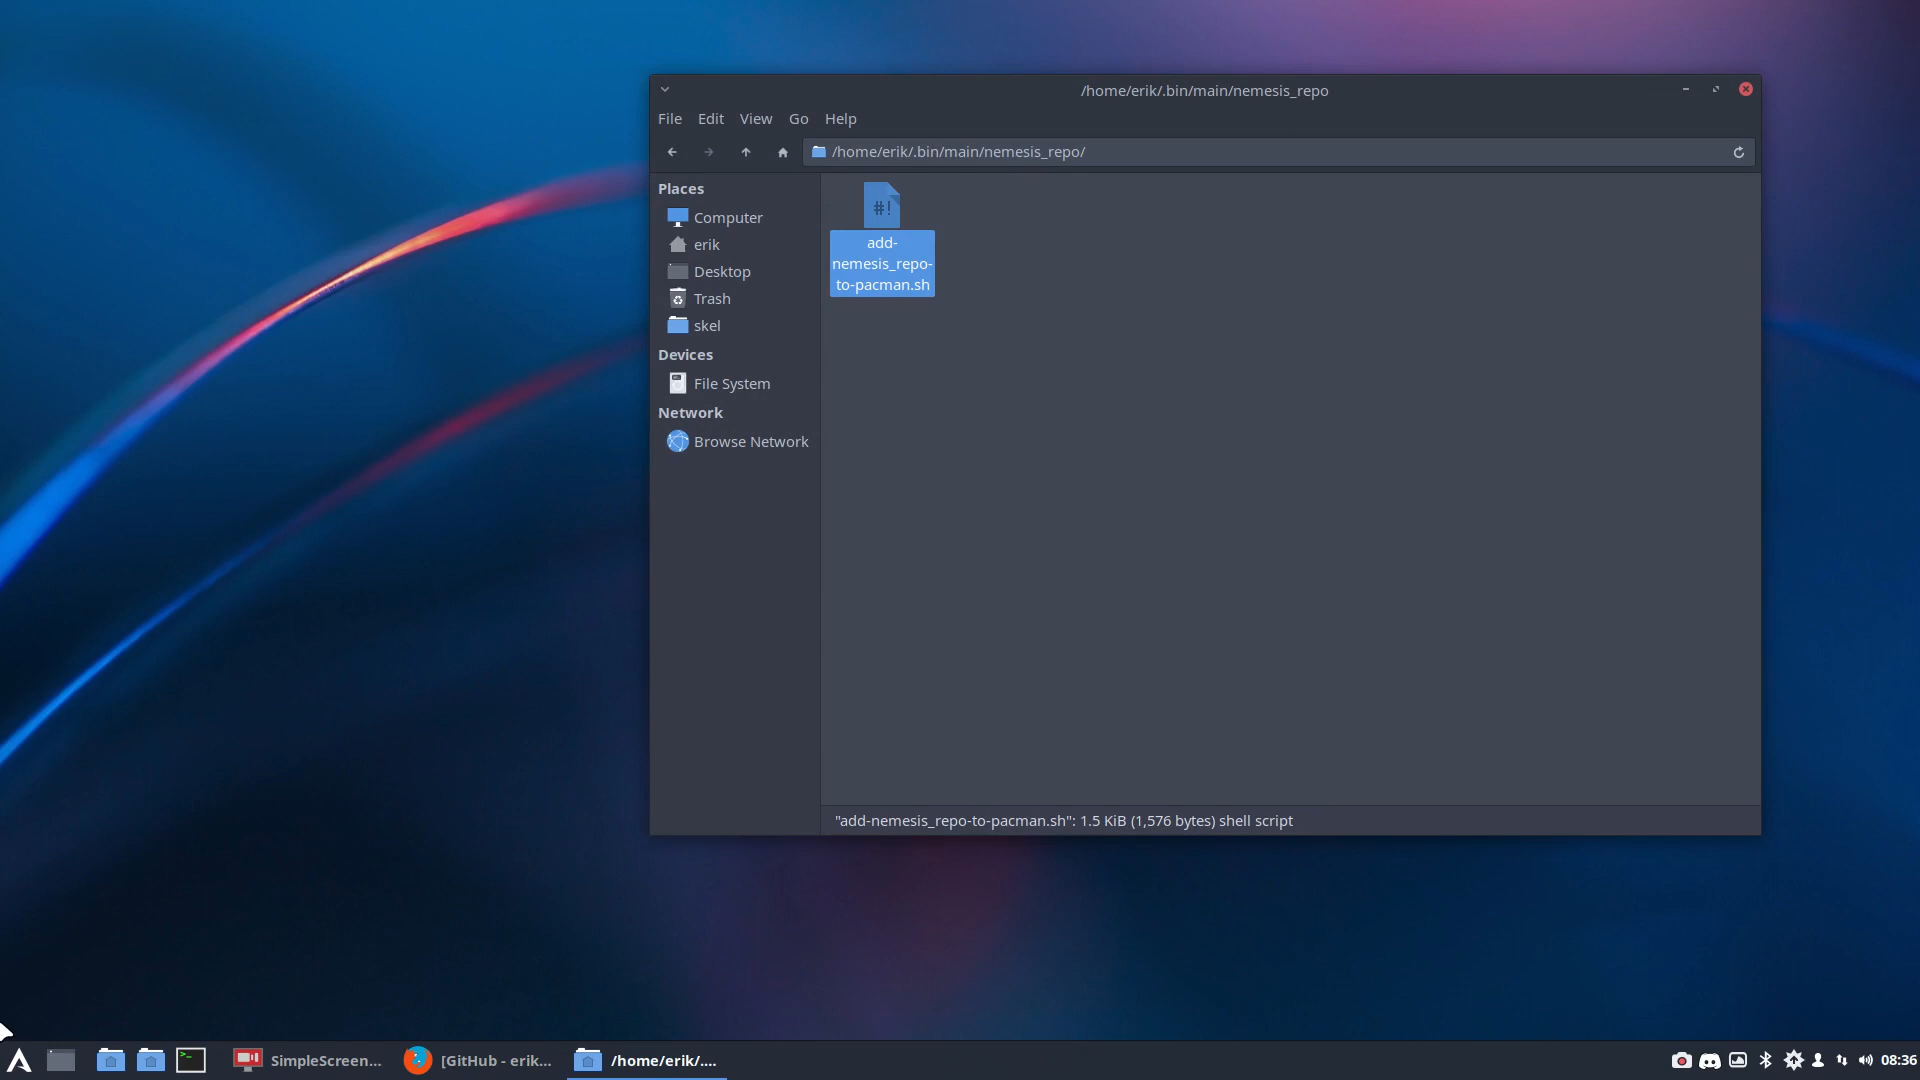 /home/erik/.bin/main/nemesis_repo
File Edit View Go Help
/home/erik/.bin/main/nemesis_repo/
Places
Computer
erik
Desktop
Trash
skel
Devices
File System
Network
Browse Network
#!
add-
nemesis_repo-
to-pacman.sh
"add-nemesis_repo-to-pacman.sh": 1.5 KiB (1,576 bytes) shell script
>_
SimpleScreen...
[GitHub - erik...
/home/erik/....
08:36